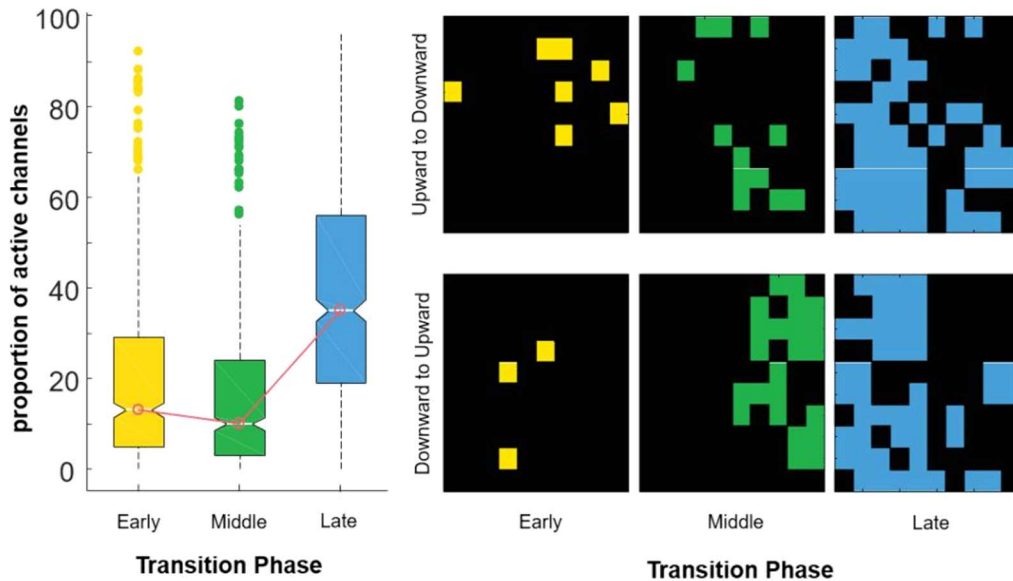 100
80
60
40
20
0
proportion of active channels
Early
Middle
Late
Transition Phase
Upward to Downward
Downward to Upward
Early
Middle
Late
Transition Phase